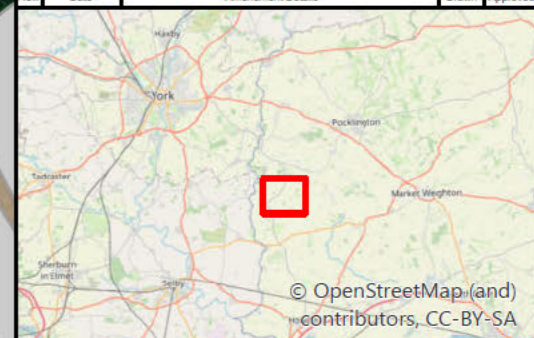 Haxby
York
Pocklington
Tadcaster
Market Weighton
Sherburn
in Elmet
Selby
© OpenStreetMap (and)
contributors, CC-BY-SA